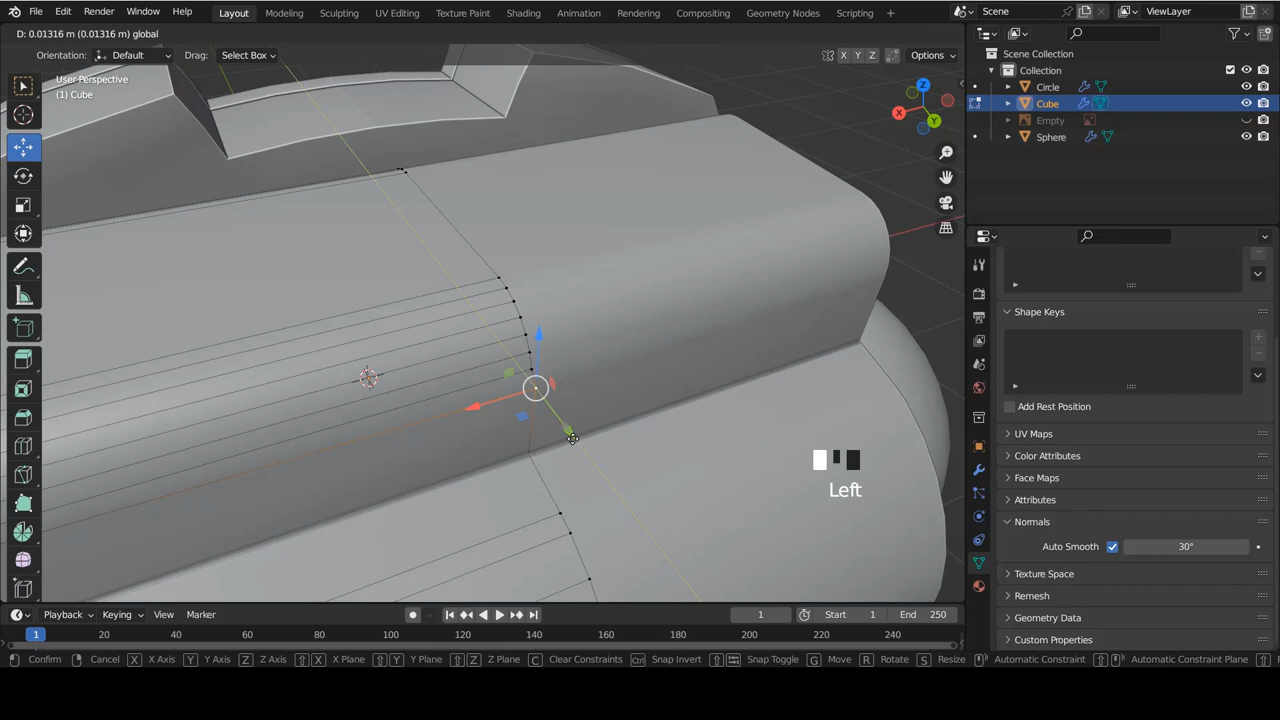 File Edit Render Window Help Layout Modeling Sculpting UV Editing Texture Paint Shading Animation Rendering Compositing Geometry Nodes Scripting Scene ViewLayer
D: 0.01316 m (0.01316 m) global
Orientation: Default Drag: Select Box X Y Z Options
User Perspective
(1) Cube
Z
X
Y
Scene Collection
Collection
Circle
Cube
Empty
Sphere
Shape Keys
Add Rest Position
UV Maps
Color Attributes
Face Maps
Attributes
Normals
Auto Smooth 30°
Texture Space
Remesh
Geometry Data
Custom Properties
Left
Playback Keying View Marker 1 Start 1 End 250
1 20 40 60 80 100 120 140 160 180 200 220 240
Confirm Cancel X X Axis Y Y Axis Z Z Axis X X Plane Y Y Plane Z Z Plane C Clear Constraints Ctrl Snap Invert Snap Toggle G Move R Rotate S Resize Automatic Constraint Automatic Constraint Plane